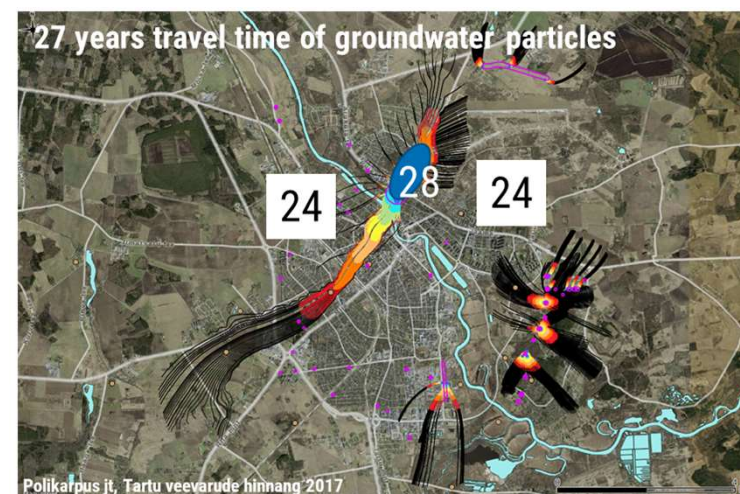 27 years travel time of groundwater particles
24
28
24
Polikarpus jt, Tartu veevarude hinnang 2017